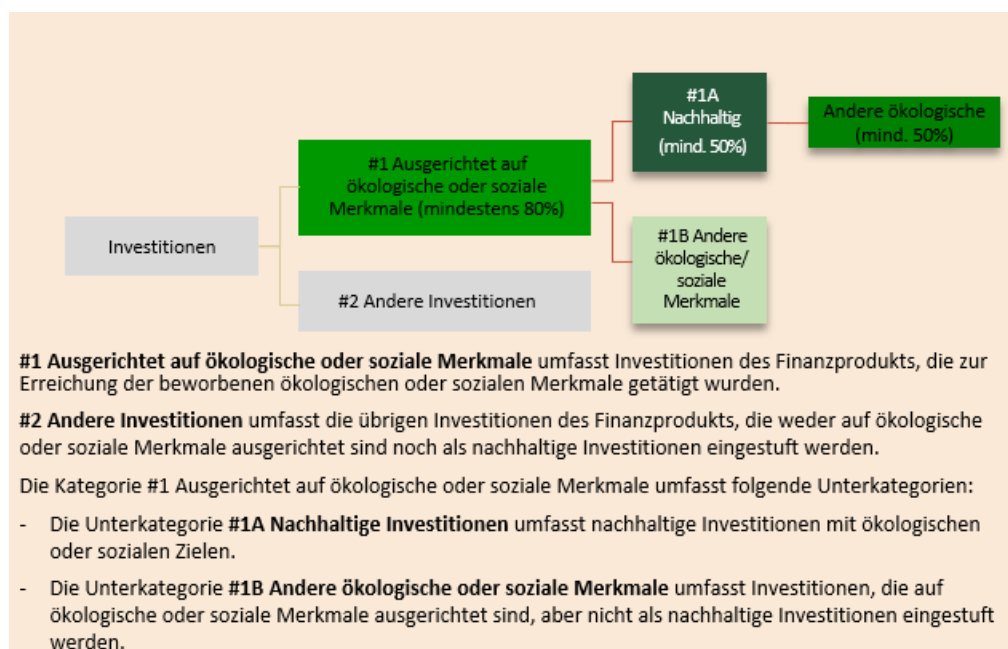 #1A
Nachhaltig
(mind. 50%)
Andere ökologische
(mind. 50%)
#1 Ausgerichtet auf
ökologische oder soziale
Merkmale (mindestens 80%)
Investitionen
#1B Andere
ökologische/
soziale
Merkmale
#2 Andere Investitionen
#1 Ausgerichtet auf ökologische oder soziale Merkmale umfasst Investitionen des Finanzprodukts, die zur
Erreichung der beworbenen ökologischen oder sozialen Merkmale getätigt wurden.
#2 Andere Investitionen umfasst die übrigen Investitionen des Finanzprodukts, die weder auf ökologische
oder soziale Merkmale ausgerichtet sind noch als nachhaltige Investitionen eingestuft werden.
Die Kategorie #1 Ausgerichtet auf ökologische oder soziale Merkmale umfasst folgende Unterkategorien:
- Die Unterkategorie #1A Nachhaltige Investitionen umfasst nachhaltige Investitionen mit ökologischen
oder sozialen Zielen.
- Die Unterkategorie #1B Andere ökologische oder soziale Merkmale umfasst Investitionen, die auf
ökologische oder soziale Merkmale ausgerichtet sind, aber nicht als nachhaltige Investitionen eingestuft
werden.